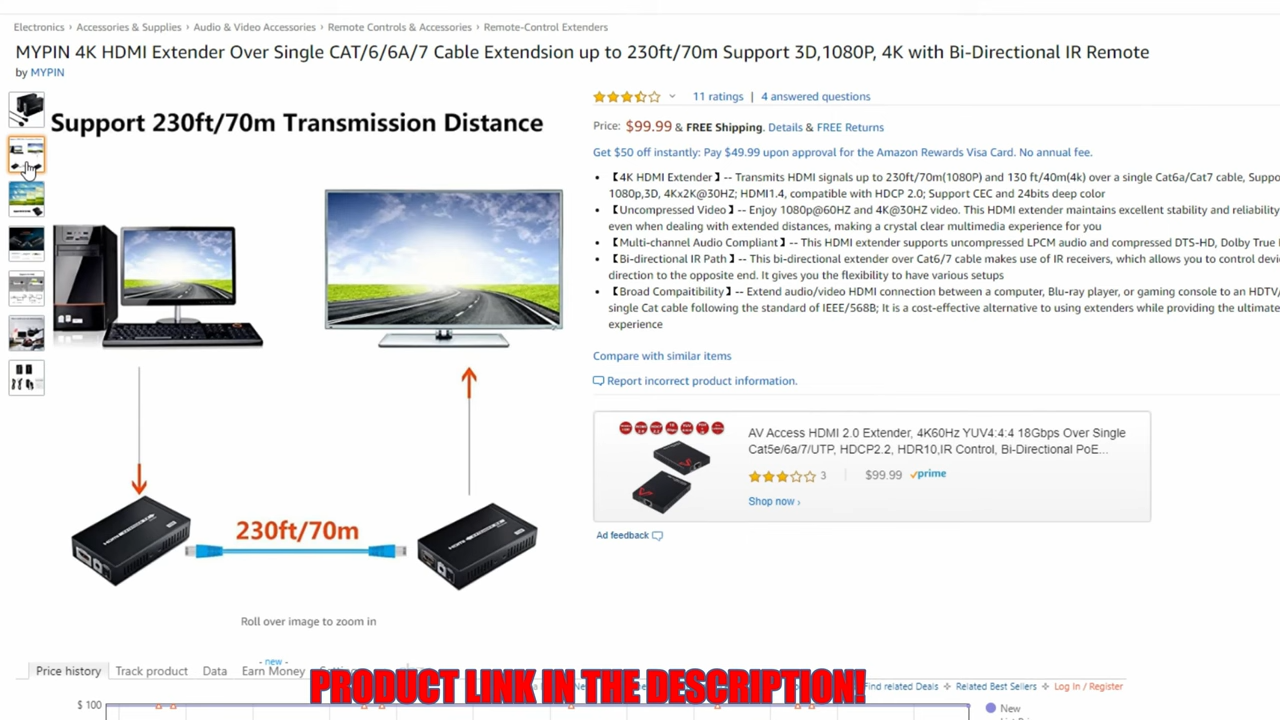 Electronics › Accessories & Supplies › Audio & Video Accessories › Remote Controls & Accessories › Remote-Control Extenders
MYPIN 4K HDMI Extender Over Single CAT/6/6A/7 Cable Extendsion up to 230ft/70m Support 3D,1080P, 4K with Bi-Directional IR Remote
by MYPIN
Support 230ft/70m Transmission Distance
11 ratings | 4 answered questions
Price: $99.99 & FREE Shipping. Details & FREE Returns
Get $50 off instantly: Pay $49.99 upon approval for the Amazon Rewards Visa Card. No annual fee.
• 【4K HDMI Extender】-- Transmits HDMI signals up to 230ft/70m(1080P) and 130 ft/40m(4k) over a single Cat6a/Cat7 cable, Suppo
1080p,3D, 4Kx2K@30HZ; HDMI1.4, compatible with HDCP 2.0; Support CEC and 24bits deep color
• 【Uncompressed Video】-- Enjoy 1080p@60HZ and 4K@30HZ video. This HDMI extender maintains excellent stability and reliability
even when dealing with extended distances, making a crystal clear multimedia experience for you
• 【Multi-channel Audio Compliant】-- This HDMI extender supports uncompressed LPCM audio and compressed DTS-HD, Dolby True
• 【Bi-directional IR Path】-- This bi-directional extender over Cat6/7 cable makes use of IR receivers, which allows you to control devi
direction to the opposite end. It gives you the flexibility to have various setups
• 【Broad Compaitibility】-- Extend audio/video HDMI connection between a computer, Blu-ray player, or gaming console to an HDTV/
single Cat cable following the standard of IEEE/568B; It is a cost-effective alternative to using extenders while providing the ultimate
experience
Compare with similar items
Report incorrect product information.
AV Access HDMI 2.0 Extender, 4K60Hz YUV4:4:4 18Gbps Over Single
Cat5e/6a/7/UTP, HDCP2.2, HDR10,IR Control, Bi-Directional PoE...
3 | $99.99 prime
Shop now ›
Ad feedback
230ft/70m
Roll over image to zoom in
- new -
Price history Track product Data Earn Money
PRODUCT LINK IN THE DESCRIPTION!
Find related Deals Related Best Sellers Log In / Register
$ 100
New